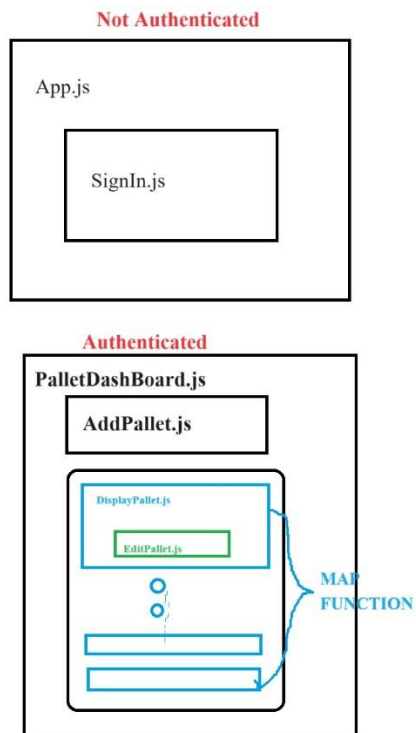 Not Authenticated
App.js
SignIn.js
Authenticated
PalletDashBoard.js
AddPallet.js
DisplayPallet.js
EditPallet.js
MAP
FUNCTION